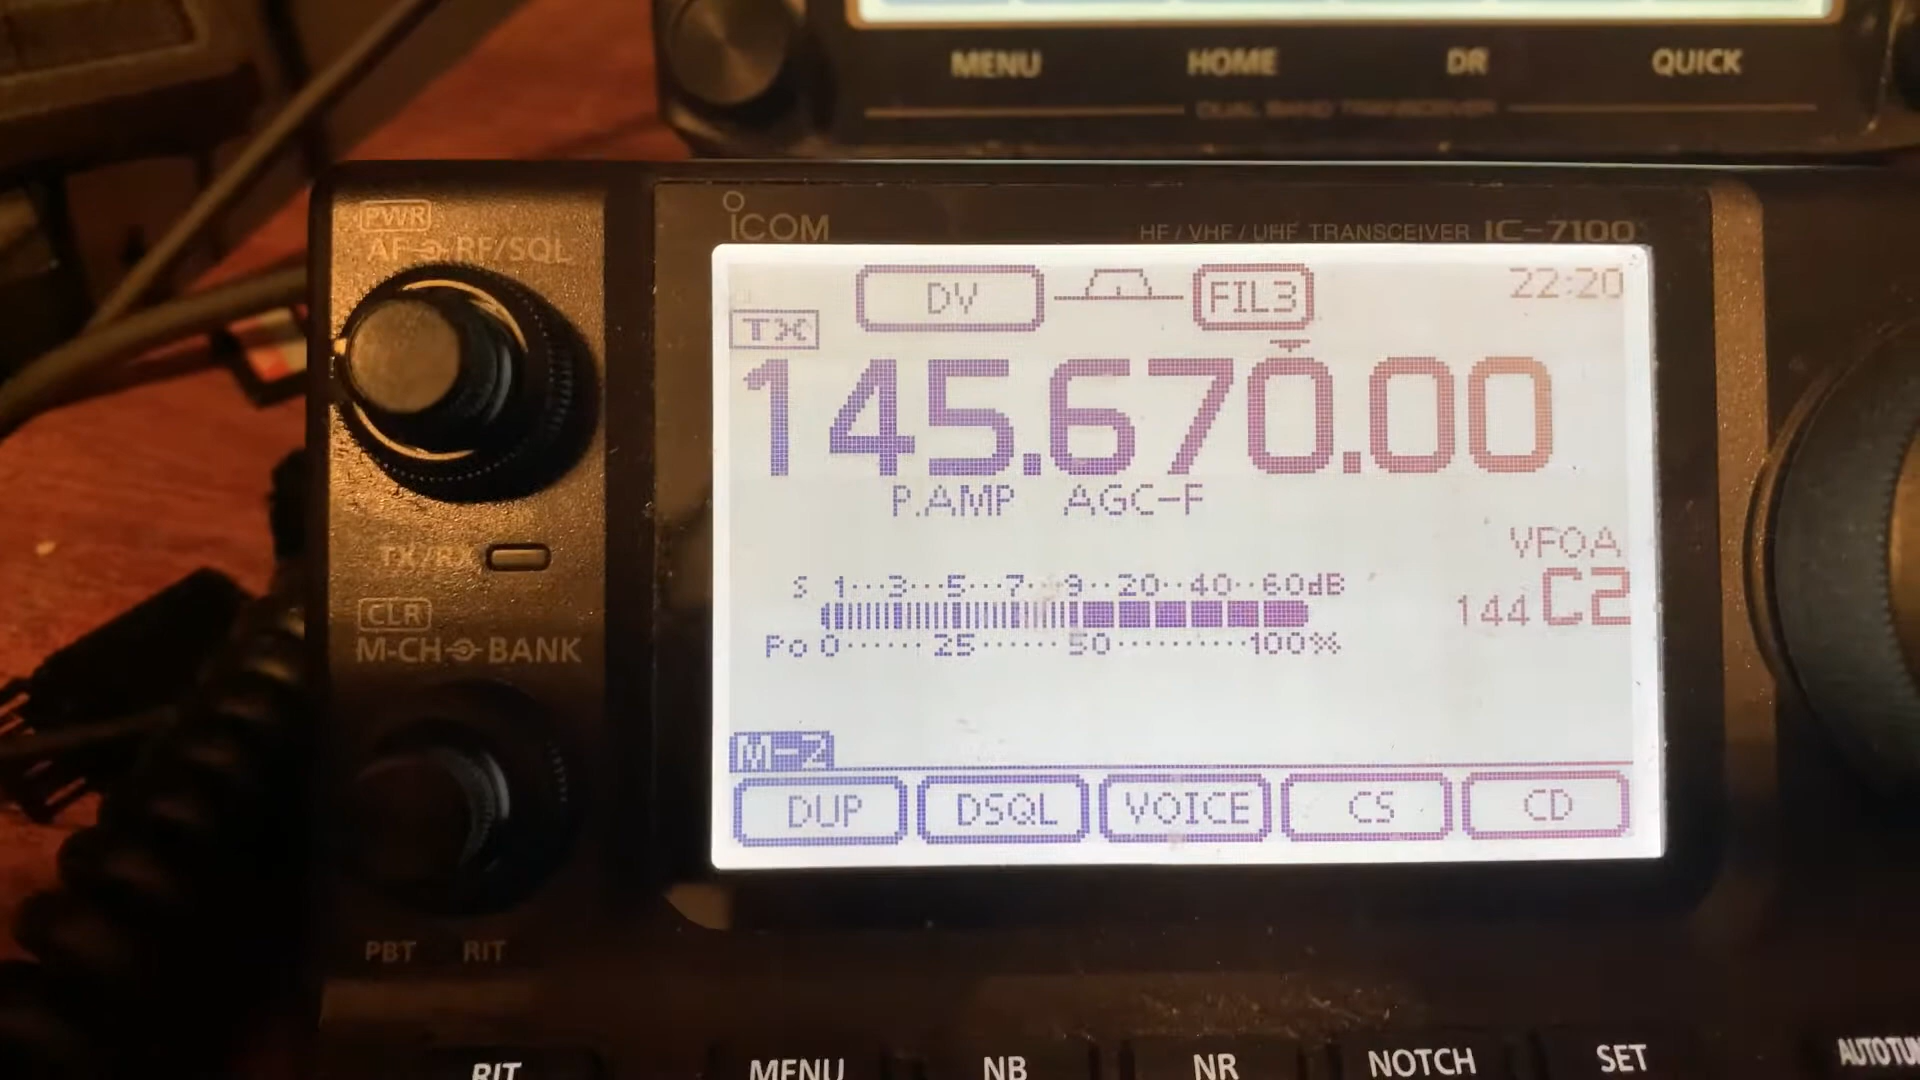 MENU HOME DR QUICK
DUAL BAND TRANSCEIVER
ICOM HF / VHF / UHF TRANSCEIVER IC-7100
PWR
AF RF/SQL
DV FIL3 22:20
TX
145.670.00
P.AMP AGC-F
VFOA
TX/RX
S 1···3···5···7···9···20··40··60dB
144 C2
CLR
M-CH BANK
Po 0······25······50··········100%
M-2
DUP DSQL VOICE CS CD
PBT RIT
RIT MENU NB NR NOTCH SET